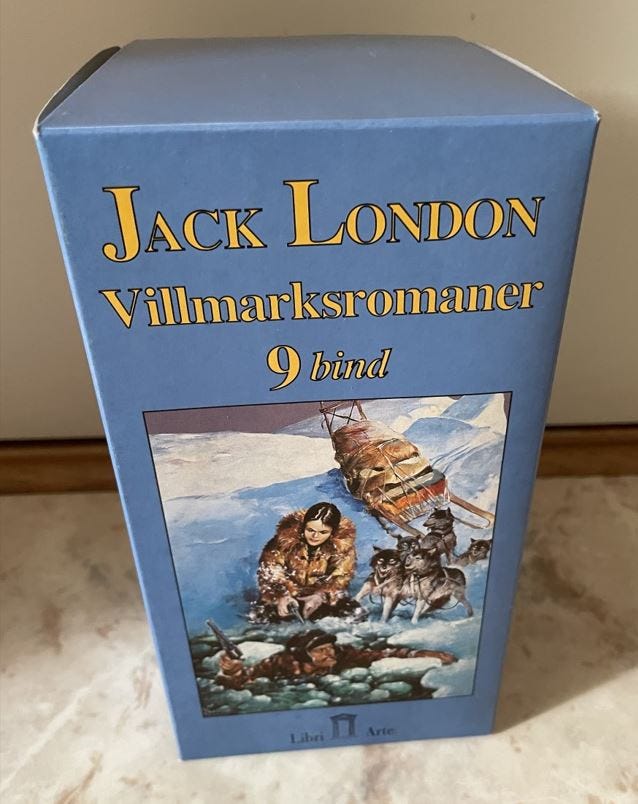 JACK LONDON
Villmarksromaner
9 bind
Libri Arte